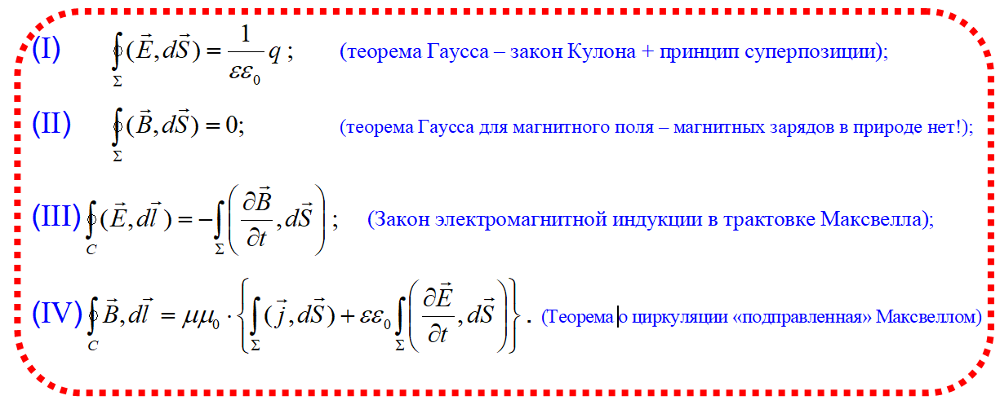 (I) ∮_Σ (E⃗, dS⃗) = 1/(εε₀) q ; (теорема Гаусса – закон Кулона + принцип суперпозиции);
(II) ∮_Σ (B⃗, dS⃗) = 0; (теорема Гаусса для магнитного поля – магнитных зарядов в природе нет!);
(III) ∮_C (E⃗, dl⃗ ) = −∫_Σ (∂B⃗/∂t, dS⃗) ; (Закон электромагнитной индукции в трактовке Максвелла);
(IV) ∮_C B⃗, dl⃗ = μμ₀ · {∫_Σ (j⃗, dS⃗) + εε₀ ∫_Σ (∂E⃗/∂t, dS⃗)} . (Теорема о циркуляции «подправленная» Максвеллом)